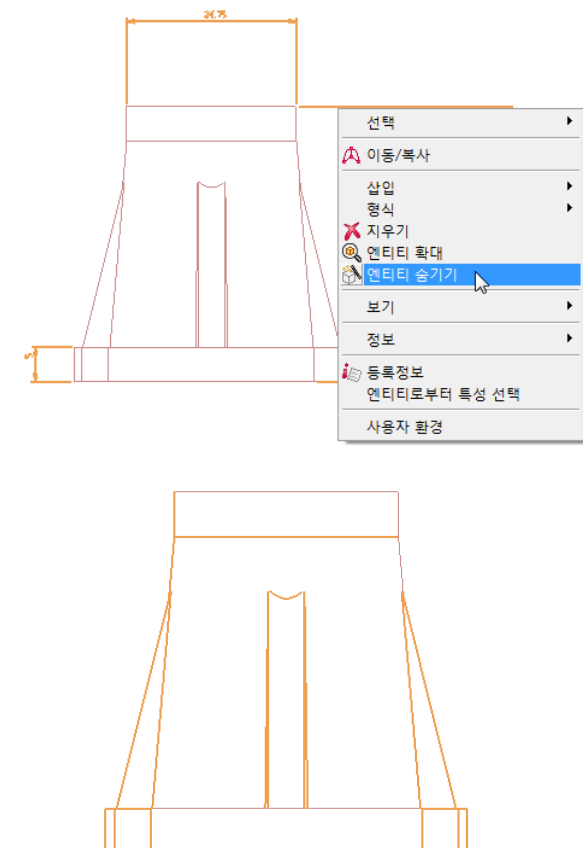 선택
이동/복사
삽입
형식
지우기
엔티티 확대
엔티티 숨기기
보기
정보
등록정보
엔티티로부터 특성 선택
사용자 환경